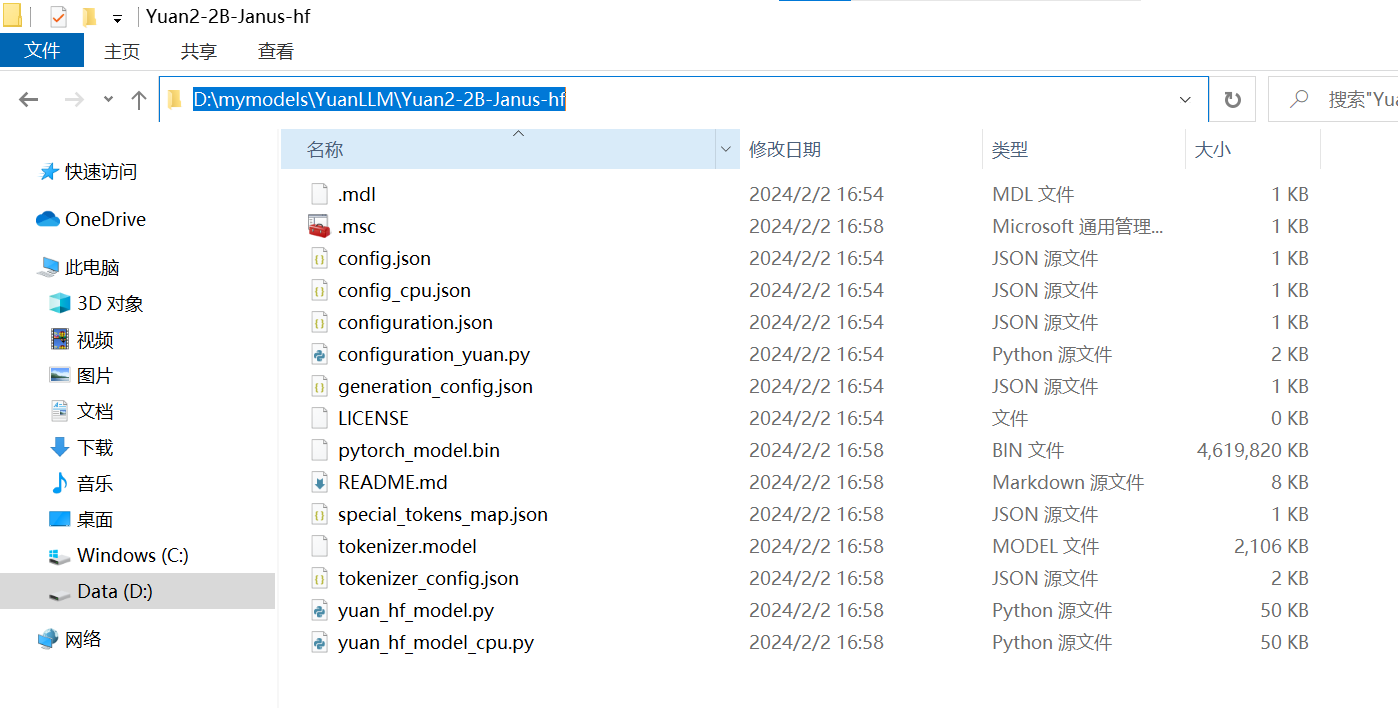 Yuan2-2B-Janus-hf
文件 主页 共享 查看
D:\mymodels\YuanLLM\Yuan2-2B-Janus-hf 搜索"Yua
名称 修改日期 类型 大小
快速访问
OneDrive
此电脑
3D 对象
视频
图片
文档
下载
音乐
桌面
Windows (C:)
Data (D:)
网络
.mdl 2024/2/2 16:54 MDL 文件 1 KB
.msc 2024/2/2 16:58 Microsoft 通用管理... 1 KB
config.json 2024/2/2 16:54 JSON 源文件 1 KB
config_cpu.json 2024/2/2 16:54 JSON 源文件 1 KB
configuration.json 2024/2/2 16:54 JSON 源文件 1 KB
configuration_yuan.py 2024/2/2 16:54 Python 源文件 2 KB
generation_config.json 2024/2/2 16:54 JSON 源文件 1 KB
LICENSE 2024/2/2 16:54 文件 0 KB
pytorch_model.bin 2024/2/2 16:58 BIN 文件 4,619,820 KB
README.md 2024/2/2 16:58 Markdown 源文件 8 KB
special_tokens_map.json 2024/2/2 16:58 JSON 源文件 1 KB
tokenizer.model 2024/2/2 16:58 MODEL 文件 2,106 KB
tokenizer_config.json 2024/2/2 16:58 JSON 源文件 2 KB
yuan_hf_model.py 2024/2/2 16:58 Python 源文件 50 KB
yuan_hf_model_cpu.py 2024/2/2 16:58 Python 源文件 50 KB